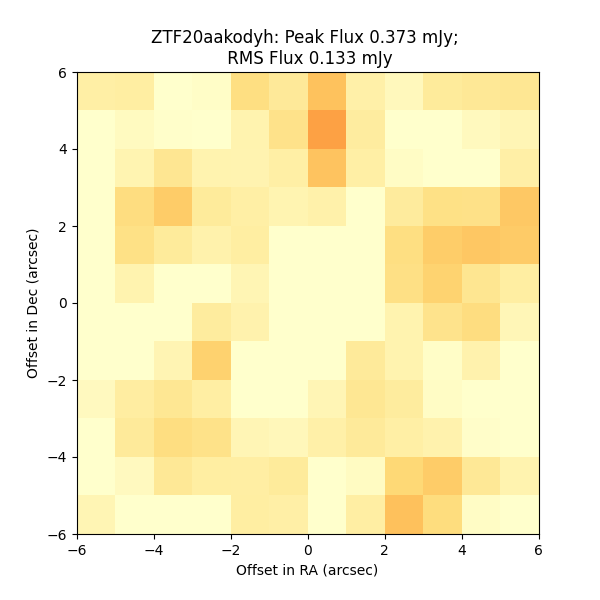 ZTF20aakodyh: Peak Flux 0.373 mJy;
RMS Flux 0.133 mJy
6
4
2
0
−2
−4
−6
Offset in Dec (arcsec)
−6 −4 −2 0 2 4 6
Offset in RA (arcsec)